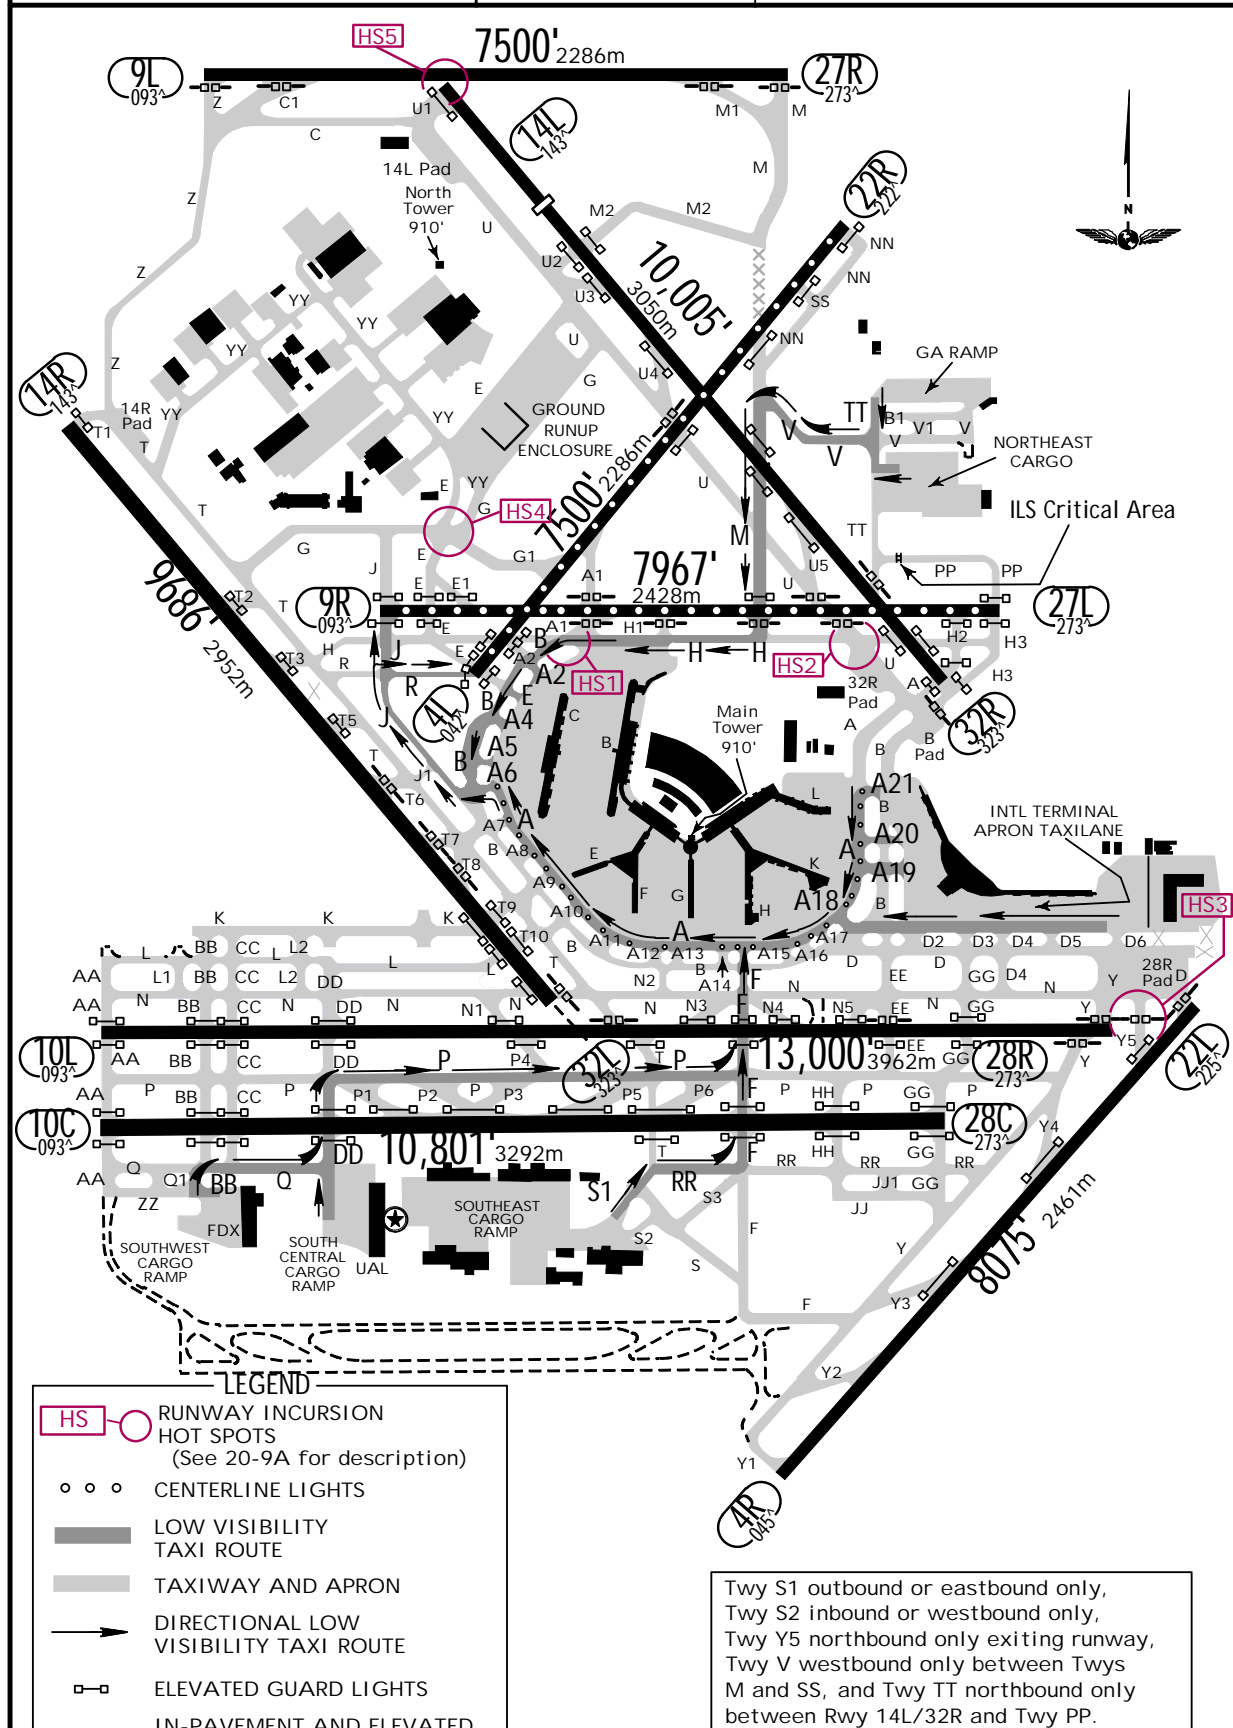 HS5
7500' 2286m
9L
093^
27R
273^
Z
C1
U1
M1
M
C
14L
143^
14L Pad
North
Tower
910'
M
22R
222^
N
Z
U
M2
M2
NN
U2
U3
10,005'
3050m
NN
SS
Z
YY
YY
YY
U
NN
GA RAMP
Z
E
G
U4
14R
143^
14R
Pad
YY
T1
T
YY
GROUND
RUNUP
ENCLOSURE
TT
B1
V
V1
V
V
V
NORTHEAST
CARGO
7500' 2286m
E
YY
G
U
HS4
T
G
E
G1
M
TT
ILS Critical Area
U5
9686'
2952m
J
7967'
2428m
PP
PP
T2
T
9R
093^
E
E1
A1
U
27L
273^
E
A1
H1
H2
H3
H
R
J
E
B
A2
A2
H
H
HS1
HS2
U
T3
R
B
E
32R
Pad
A
H3
4L
042^
A4
C
B
Main
Tower
910'
A
B
B
Pad
32R
323^
T5
J
A5
B
A6
T
J1
L
A21
B
INTL TERMINAL
APRON TAXILANE
T6
A7
A
A20
T7
B
A8
E
A
A19
T8
A9
F
G
H
K
A18
B
HS3
K
K
K
T9
A10
A11
A
A17
BB
CC
L2
T10
B
A12
A13
A15
A16
D2
D3
D4
D5
D6
L
L
L
L
T
B
A14
F
D
D
28R
Pad
AA
L1
BB
CC
L2
DD
N2
EE
GG
D4
Y
D
AA
N
BB
CC
N
DD
N
N1
N
N
N3
F
N4
N
N5
EE
N
GG
N
Y
10L
093^
AA
BB
CC
DD
P
P4
32L
323^
T
P
13,000' 3962m
EE
GG
28R
273^
Y
Y5
22L
225^
P
BB
CC
P
P1
P2
P
P3
P5
P6
F
P
HH
P
GG
P
10C
093^
10,801' 3292m
28C
273^
DD
T
F
HH
GG
Y4
AA
Q
Q1
BB
Q
S1
RR
S3
RR
RR
JJ1
GG
RR
2461m
ZZ
FDX
SOUTHEAST
CARGO
RAMP
JJ
SOUTHWEST
CARGO
RAMP
SOUTH
CENTRAL
CARGO
RAMP
UAL
S2
S
F
Y
8075'
F
Y3
Y2
Y1
4R
045^
LEGEND
HS
RUNWAY INCURSION
HOT SPOTS
(See 20-9A for description)
CENTERLINE LIGHTS
LOW VISIBILITY
TAXI ROUTE
TAXIWAY AND APRON
DIRECTIONAL LOW
VISIBILITY TAXI ROUTE
ELEVATED GUARD LIGHTS
IN-PAVEMENT AND ELEVATED
Twy S1 outbound or eastbound only,
Twy S2 inbound or westbound only,
Twy Y5 northbound only exiting runway,
Twy V westbound only between Twys
M and SS, and Twy TT northbound only
between Rwy 14L/32R and Twy PP.